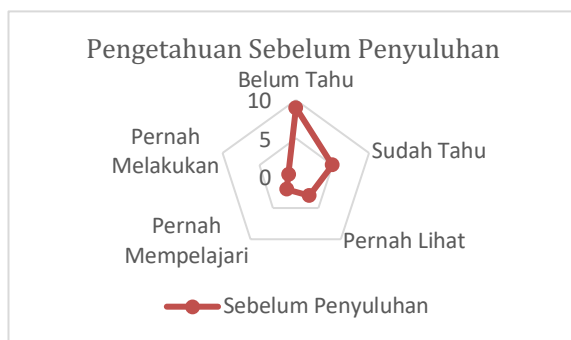 Pengetahuan Sebelum Penyuluhan
Belum Tahu
10
5
0
Sudah Tahu
Pernah Lihat
Pernah
Mempelajari
Pernah
Melakukan
Sebelum Penyuluhan